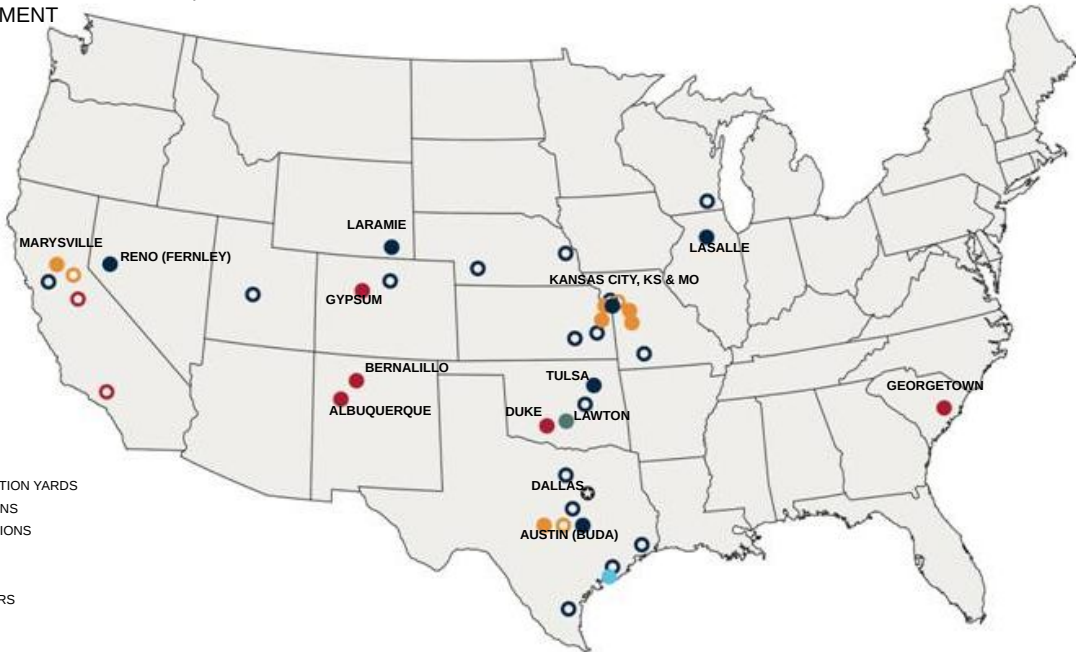 MENT
LARAMIE
MARYSVILLE
RENO (FERNLEY)
LASALLE
KANSAS CITY, KS & MO
GYPSUM
BERNALILLO
TULSA
GEORGETOWN
ALBUQUERQUE
DUKE
LAWTON
TION YARDS
DALLAS
NS
IONS
AUSTIN (BUDA)
RS